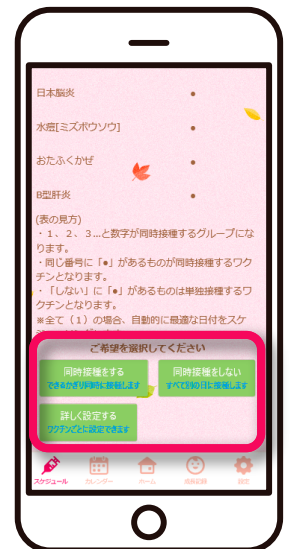 日本脳炎 ●
水痘[ミズボウソウ] ●
おたふくかぜ ●
B型肝炎 ●
(表の見方)
・1、2、3...と数字が同時接種するグループにな
ります。
・同じ番号に「●」があるものが同時接種するワク
チンとなります。
・「しない」に「●」があるものは単独接種するワ
クチンとなります。
※全て（1）の場合、自動的に最適な日付をスケ
ご希望を選択してください
同時接種をする 同時接種をしない
できるかぎり同時に接種します すべて別の日に接種します
詳しく設定する
ワクチンごとに設定できます
スケジュール カレンダー ホーム 成長記録 設定